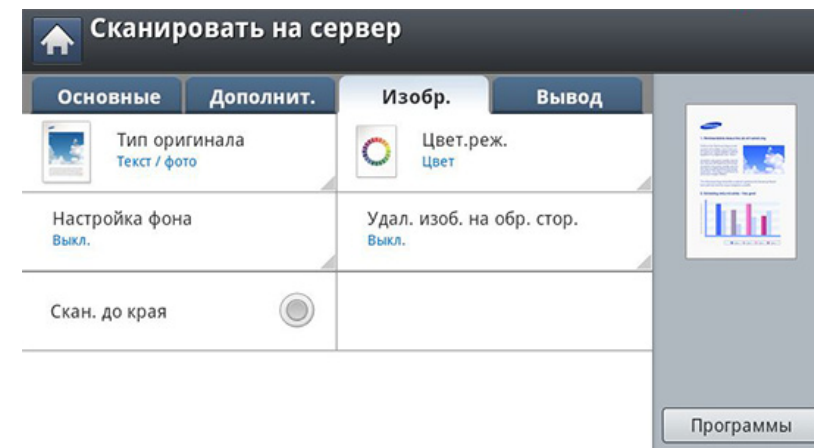 Сканировать на сервер
Основные
Дополнит.
Изобр.
Вывод
Тип оригинала
Текст / фото
Цвет.реж.
Цвет
Настройка фона
Выкл.
Удал. изоб. на обр. стор.
Выкл.
Скан. до края
Программы